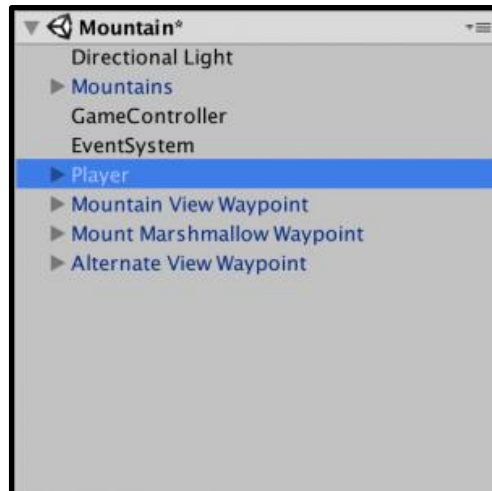 Mountain*
Directional Light
Mountains
GameController
EventSystem
Player
Mountain View Waypoint
Mount Marshmallow Waypoint
Alternate View Waypoint